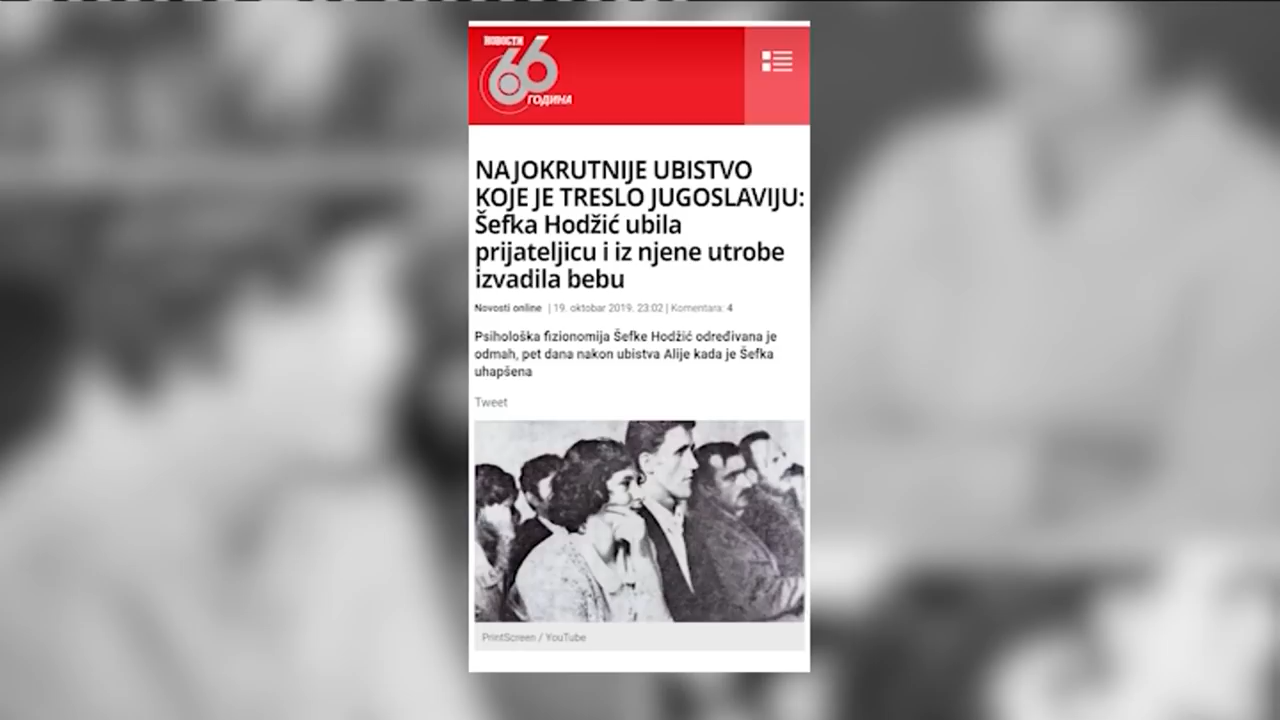 НОВОСТИ
66
ГОДИНА
NAJOKRUTNIJE UBISTVO
KOJE JE TRESLO JUGOSLAVIJU:
Šefka Hodžić ubila
prijateljicu i iz njene utrobe
izvadila bebu
Novosti online | 19. oktobar 2019. 23:02 | Komentara: 4
Psihološka fizionomija Šefke Hodžić određivana je
odmah, pet dana nakon ubistva Alije kada je Šefka
uhapšena
Tweet
PrintScreen / YouTube